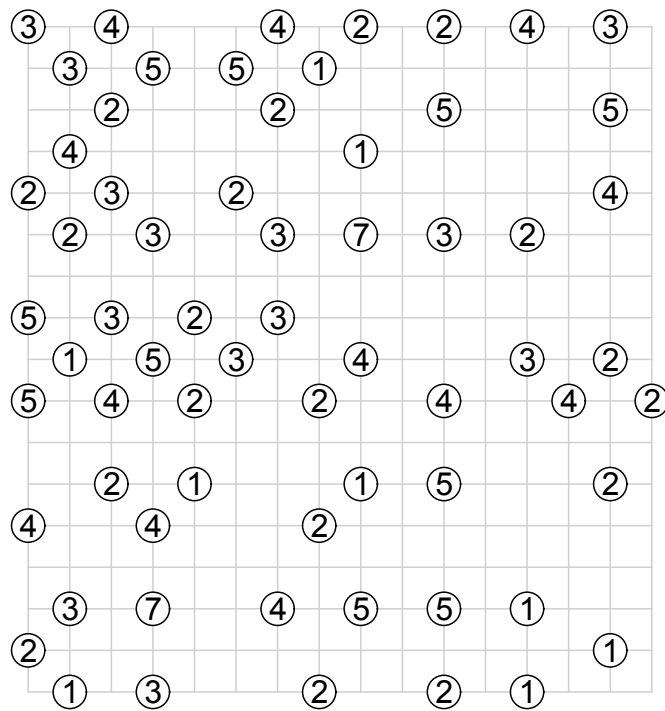 3 4 4 2 2 4 3
3 5 5 1
2 2 5 5
4 1
2 3 2 4
2 3 3 7 3 2
5 3 2 3
1 5 3 4 3 2
5 4 2 2 4 4 2
2 1 1 5 2
4 4 2
3 7 4 5 5 1
2 1
1 3 2 2 1